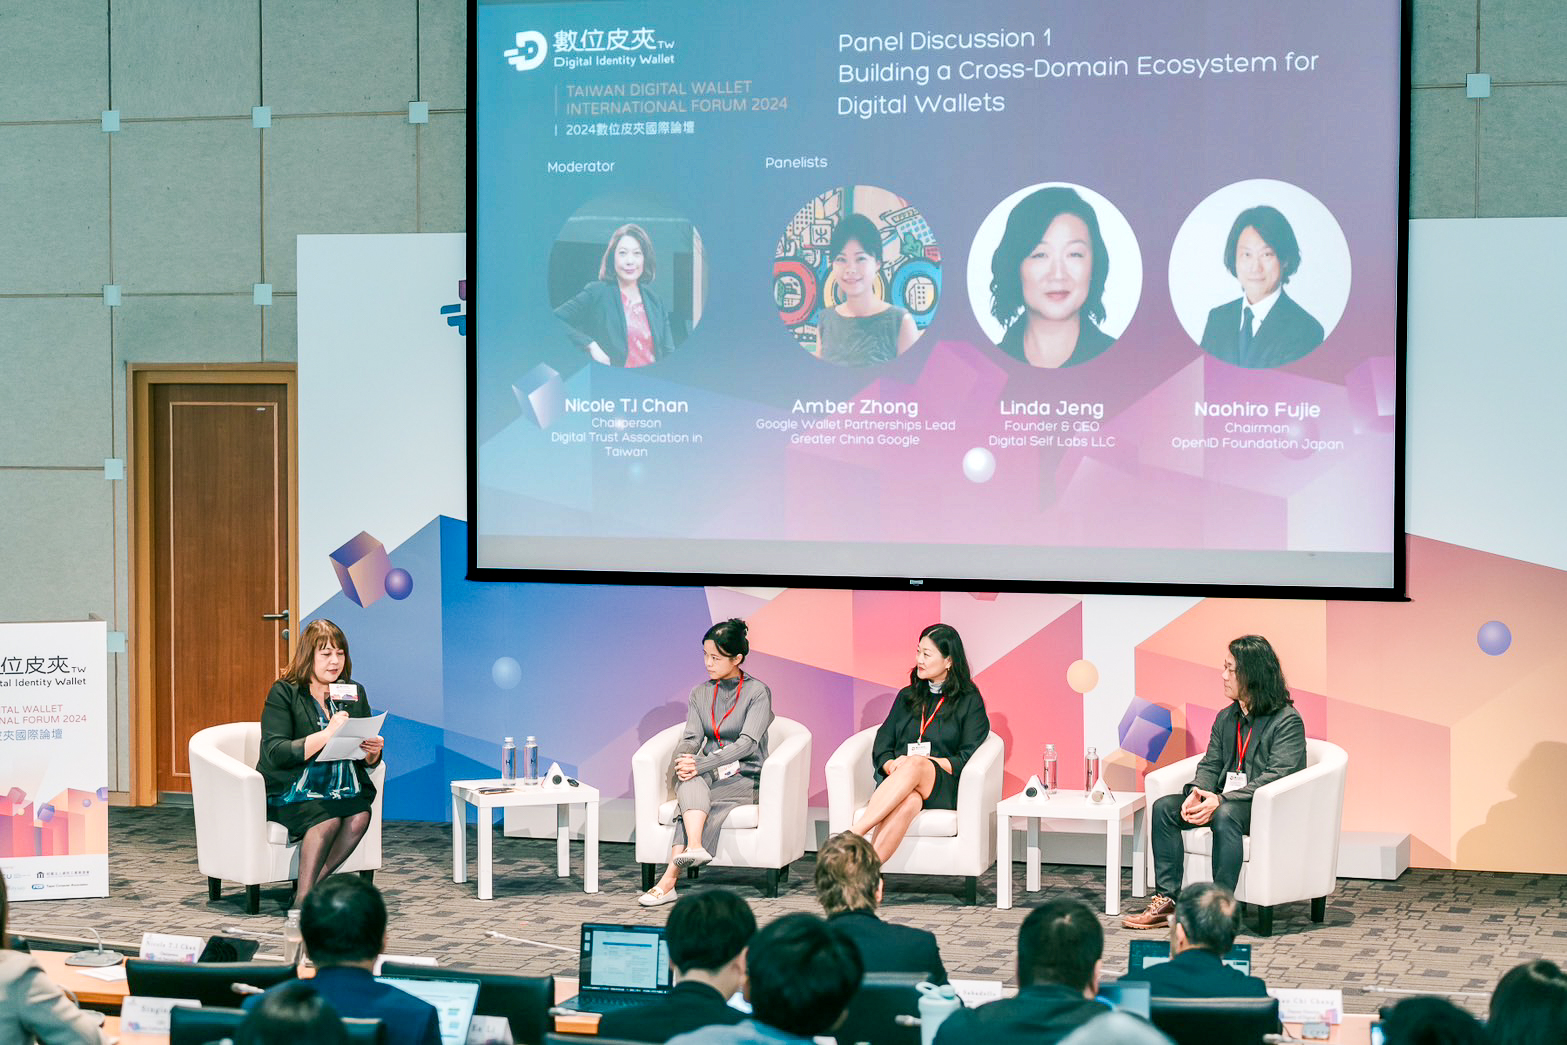 數位皮夾TW
Digital Identity Wallet
TAIWAN DIGITAL WALLET
INTERNATIONAL FORUM 2024
2024數位皮夾國際論壇
Panel Discussion 1
Building a Cross-Domain Ecosystem for
Digital Wallets
Moderator
Panelists
Nicole T.I Chan
Chairperson
Digital Trust Association in
Taiwan
Amber Zhong
Google Wallet Partnerships Lead
Greater China Google
Linda Jeng
Founder & CEO
Digital Self Labs LLC
Naohiro Fujie
Chairman
OpenID Foundation Japan
位皮夾TW
tal Identity Wallet
ITAL WALLET
NAL FORUM 2024
皮夾國際論壇
Nicole T.I Chan